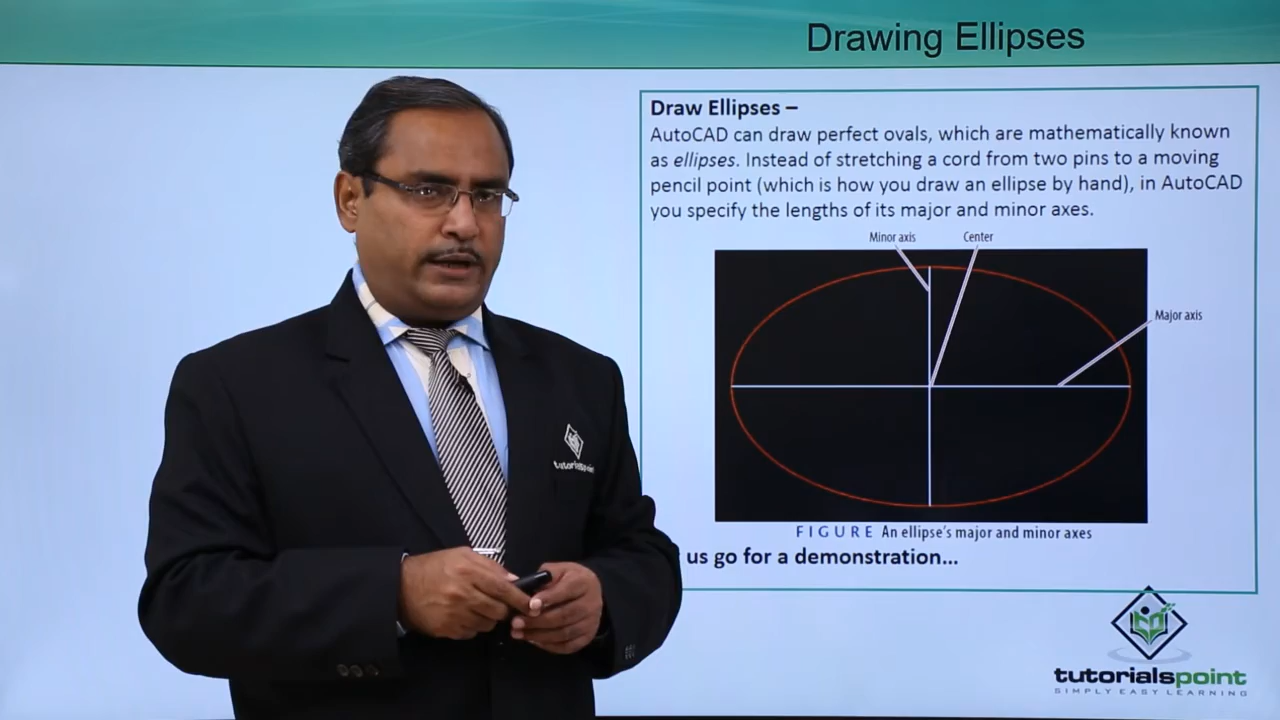 Drawing Ellipses
Draw Ellipses –
AutoCAD can draw perfect ovals, which are mathematically known
as ellipses. Instead of stretching a cord from two pins to a moving
pencil point (which is how you draw an ellipse by hand), in AutoCAD
you specify the lengths of its major and minor axes.
Minor axis
Center
Major axis
FIGURE An ellipse's major and minor axes
us go for a demonstration...
tutorialspoint
tutorialspoint
SIMPLY EASY LEARNING